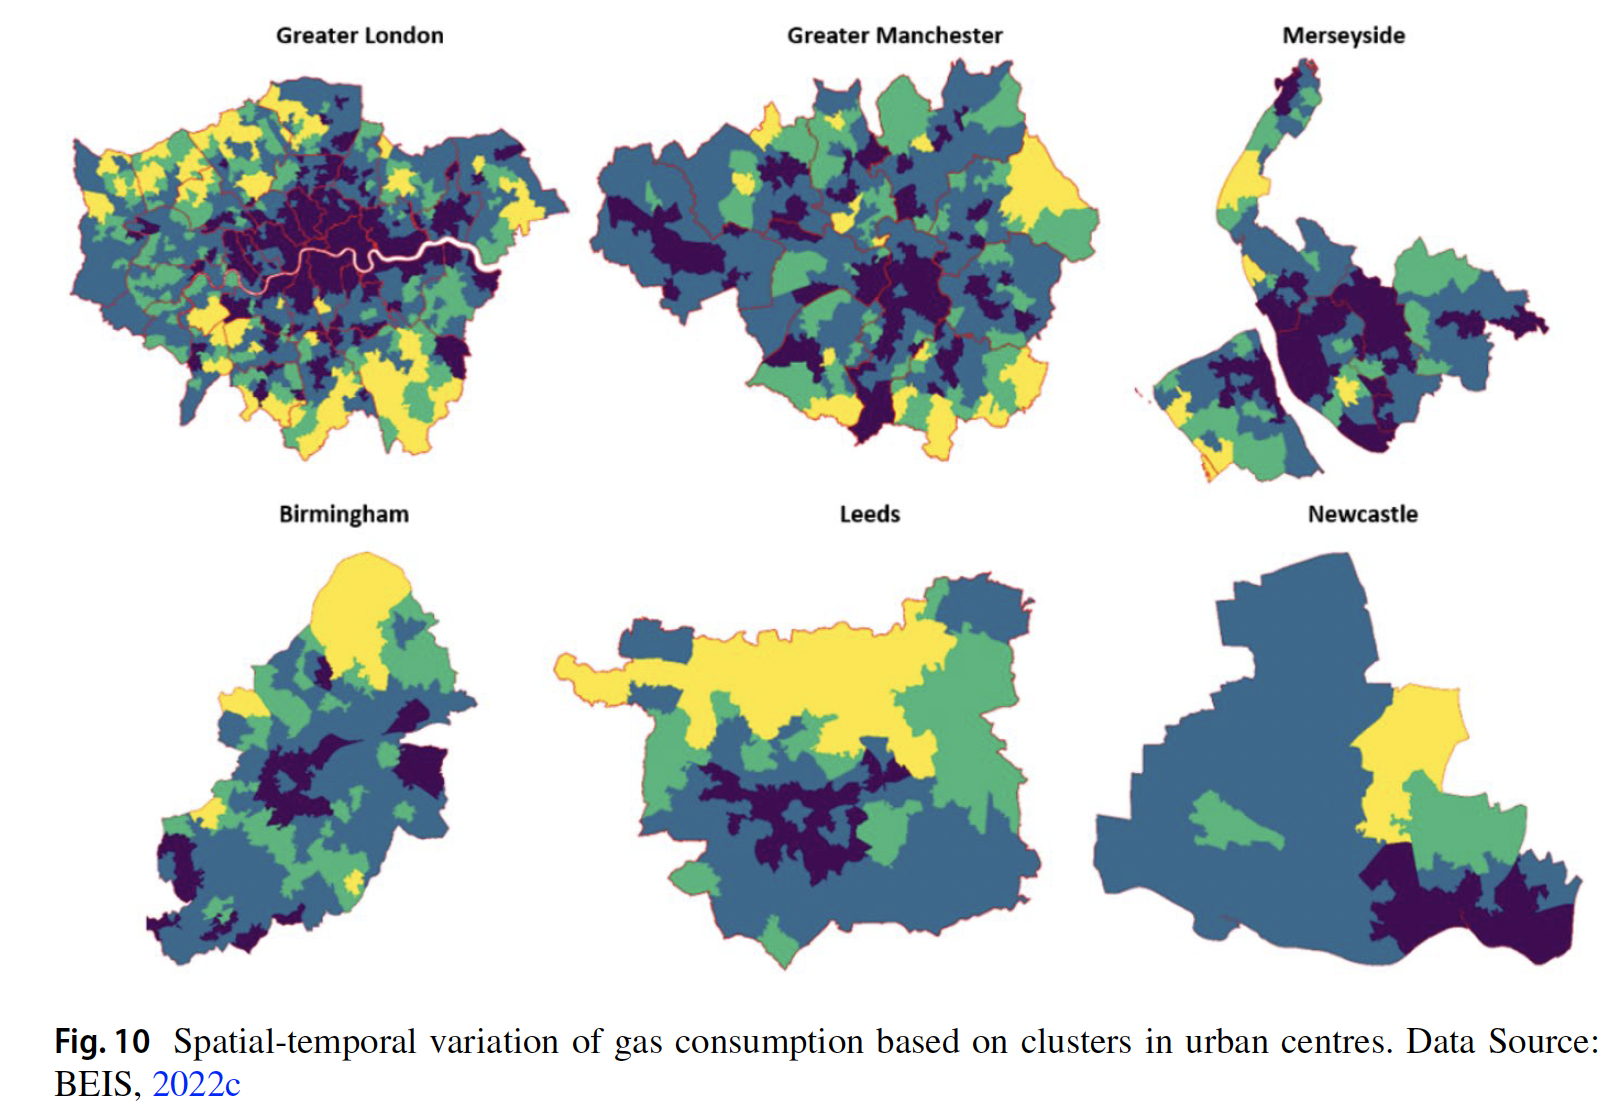 Greater London
Greater Manchester
Merseyside
Birmingham
Leeds
Newcastle
Fig. 10 Spatial-temporal variation of gas consumption based on clusters in urban centres. Data Source:
BEIS, 2022c